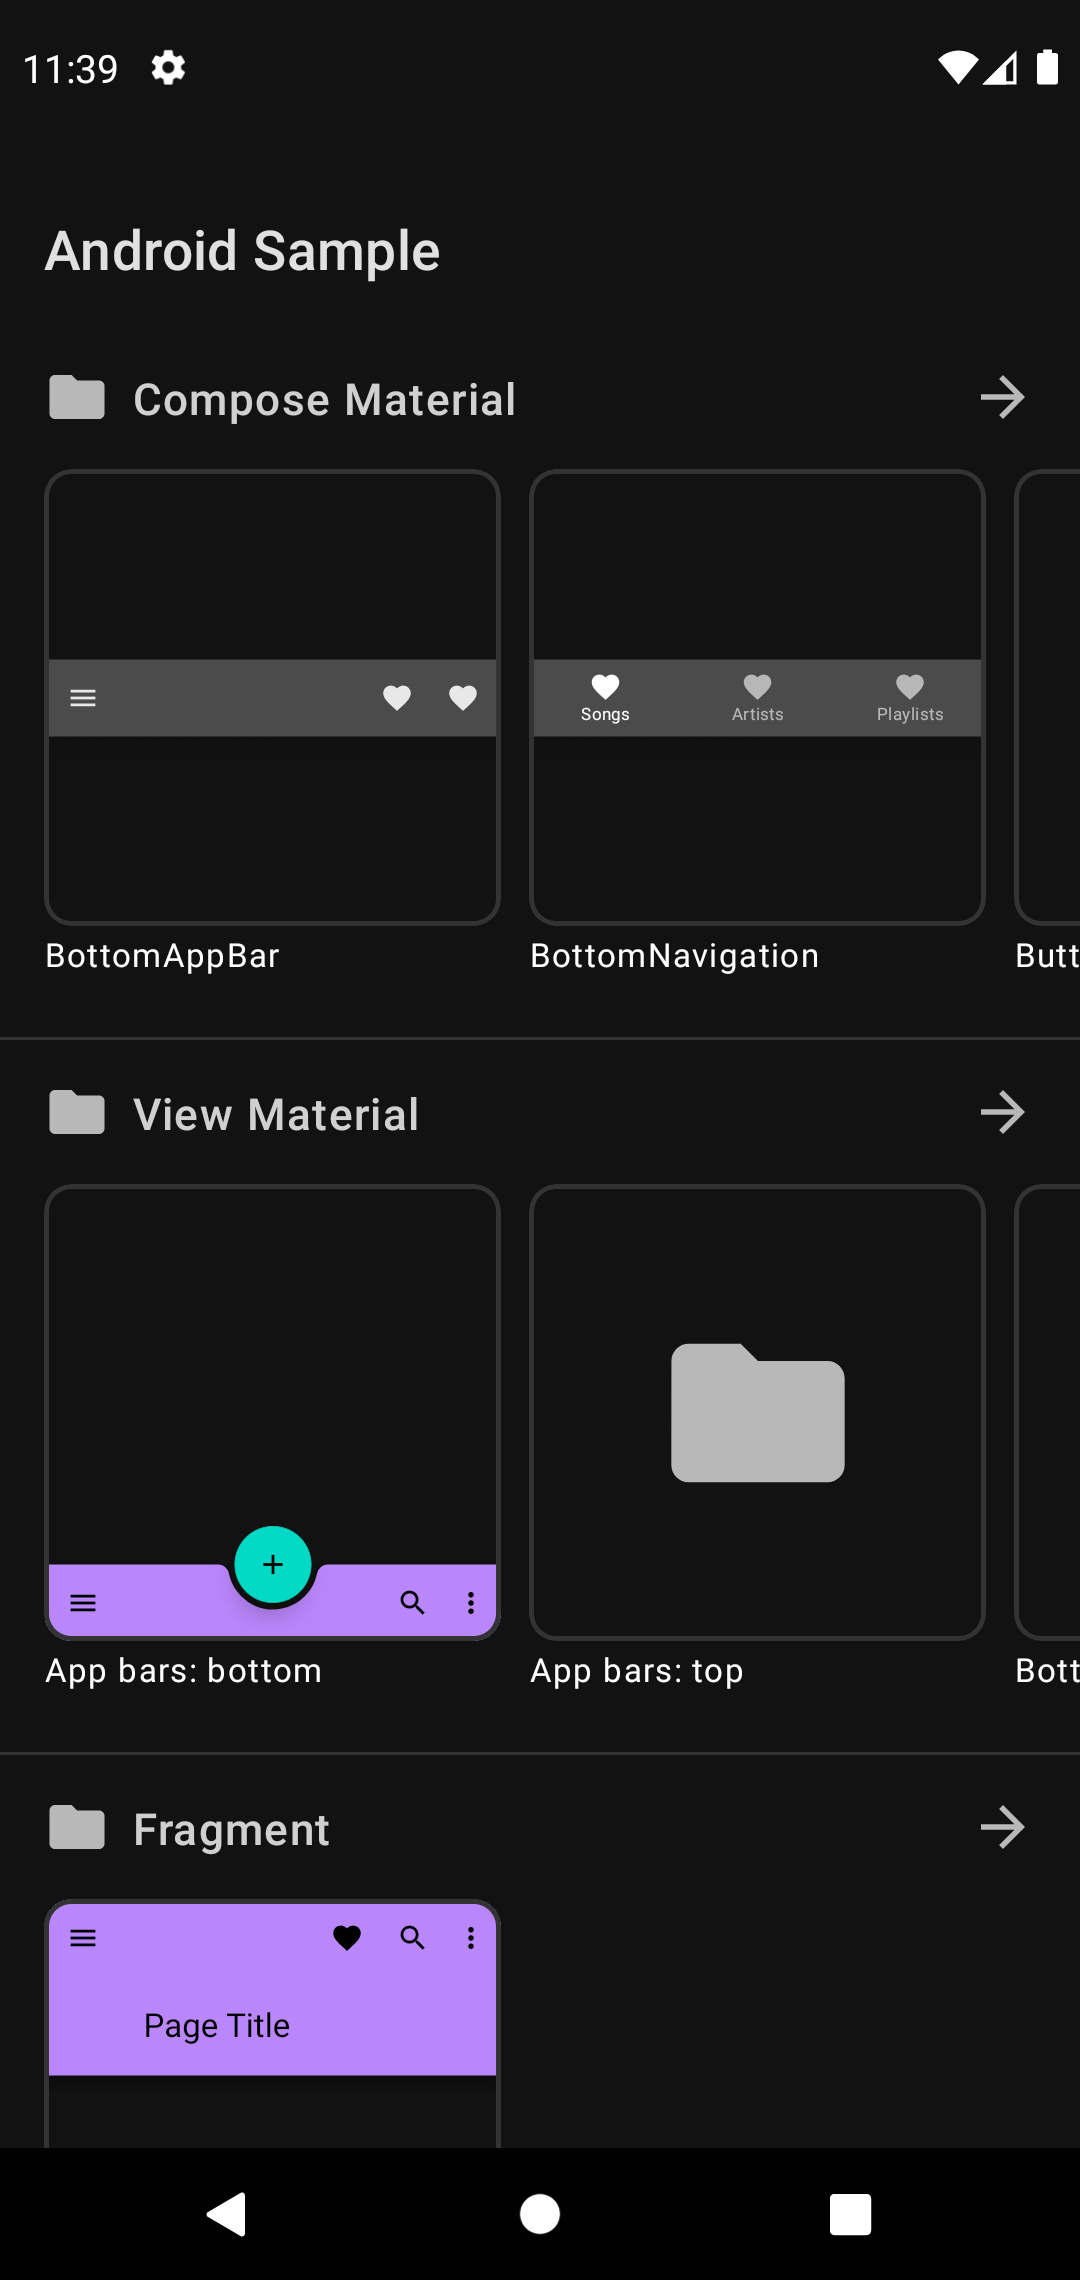 11:39
Android Sample
Compose Material
Songs Artists Playlists
BottomAppBar BottomNavigation Butt
View Material
App bars: bottom App bars: top Bott
Fragment
Page Title